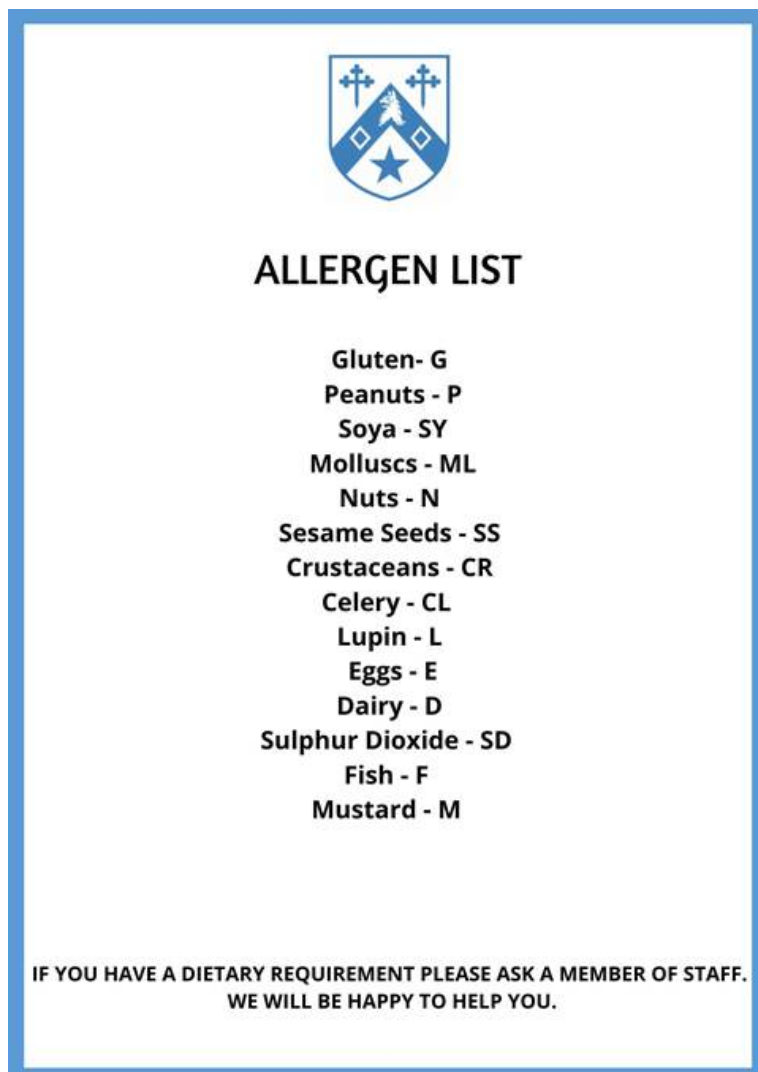 ALLERGEN LIST
Gluten- G
Peanuts - P
Soya - SY
Molluscs - ML
Nuts - N
Sesame Seeds - SS
Crustaceans - CR
Celery - CL
Lupin - L
Eggs - E
Dairy - D
Sulphur Dioxide - SD
Fish - F
Mustard - M
IF YOU HAVE A DIETARY REQUIREMENT PLEASE ASK A MEMBER OF STAFF.
WE WILL BE HAPPY TO HELP YOU.